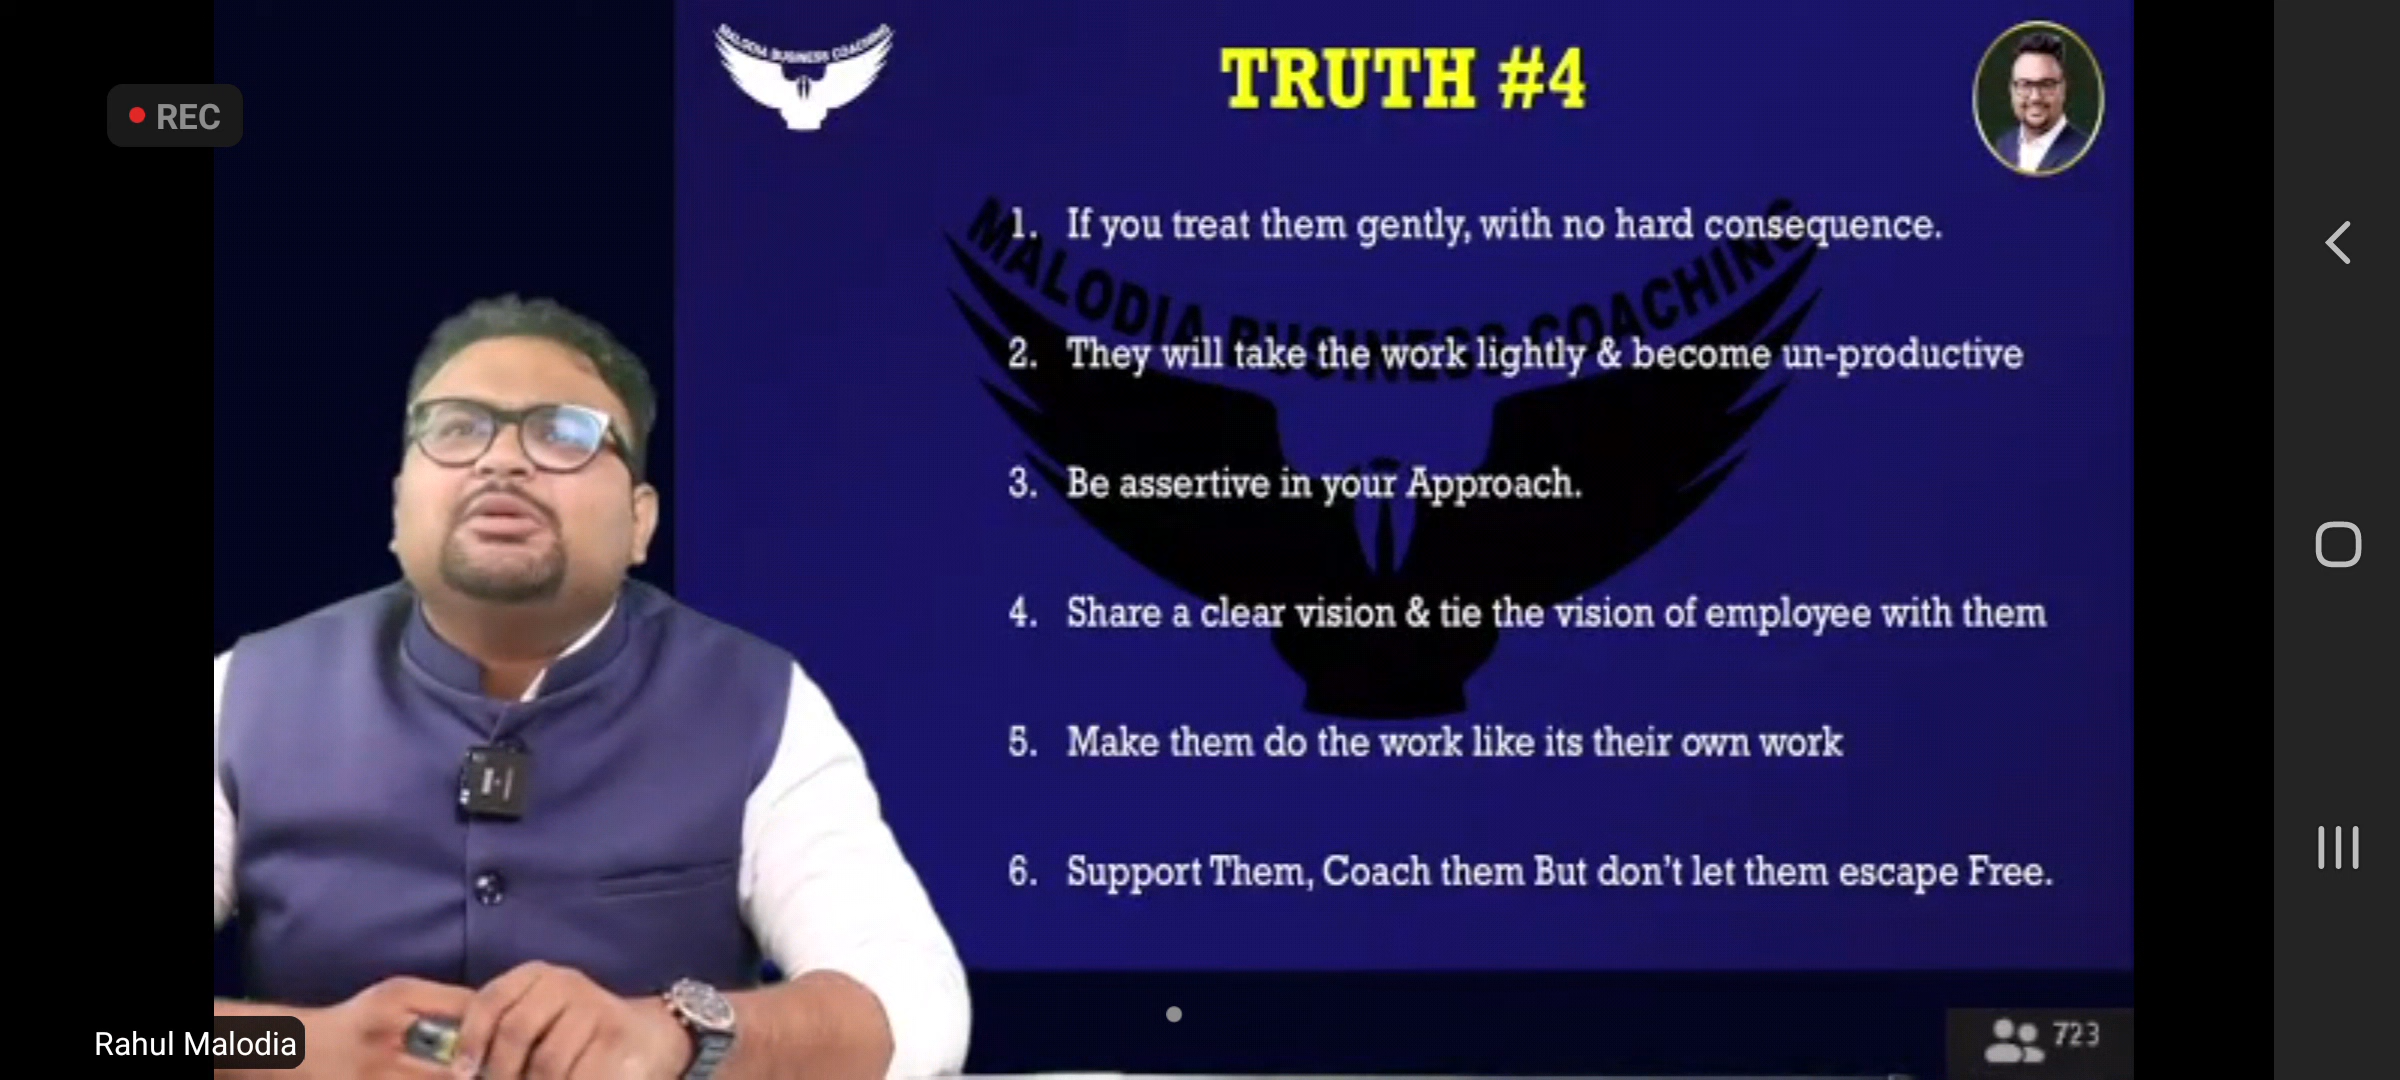 MALODIA BUSINESS COACHING
TRUTH #4
REC
MALODIA BUSINESS COACHING
1. If you treat them gently, with no hard consequence.
2. They will take the work lightly & become un-productive
3. Be assertive in your Approach.
4. Share a clear vision & tie the vision of employee with them
5. Make them do the work like its their own work
6. Support Them, Coach them But don't let them escape Free.
Rahul Malodia
723